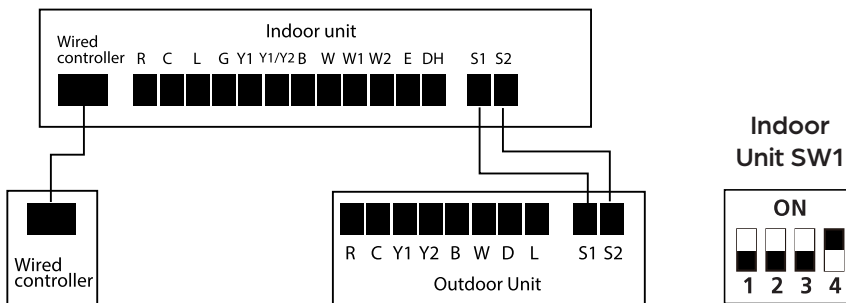 Indoor unit
Wired
controller R C L G Y1 Y1/Y2 B W W1 W2 E DH S1 S2
Indoor
Unit SW1
ON
1 2 3 4
R C Y1 Y2 B W D L S1 S2
Outdoor Unit
Wired
controller